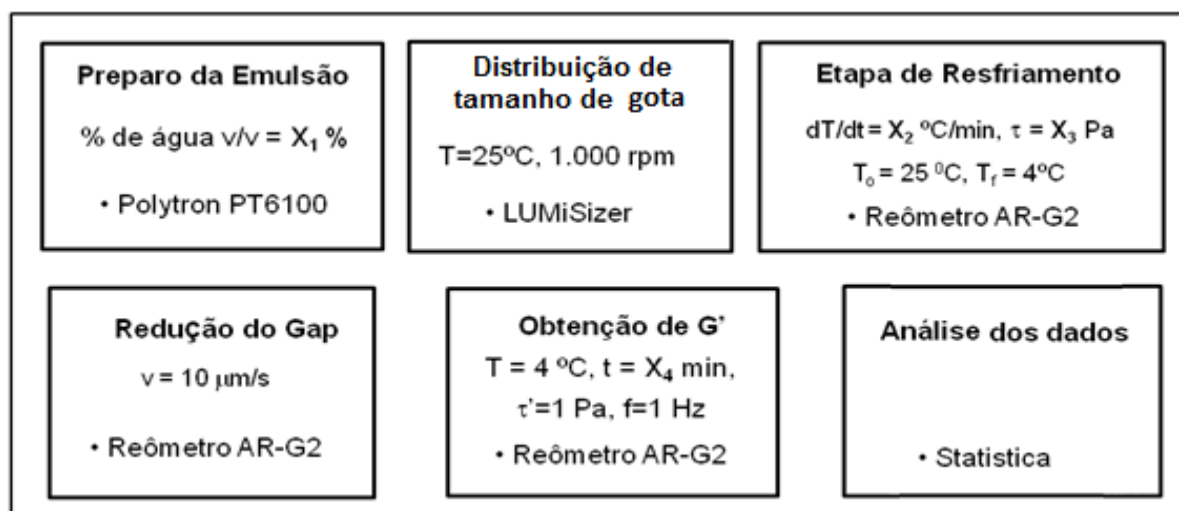 Preparo da Emulsão
% de água v/v = X₁ %
• Polytron PT6100
Distribuição de
tamanho de gota
T=25ºC, 1.000 rpm
• LUMiSizer
Etapa de Resfriamento
dT/dt = X₂ ºC/min, τ = X₃ Pa
Tₒ = 25 ⁰C, T_f = 4ºC
• Reômetro AR-G2
Redução do Gap
v = 10 μm/s
• Reômetro AR-G2
Obtenção de G’
T = 4 ºC, t = X₄ min,
τ’=1 Pa, f=1 Hz
• Reômetro AR-G2
Análise dos dados
• Statistica